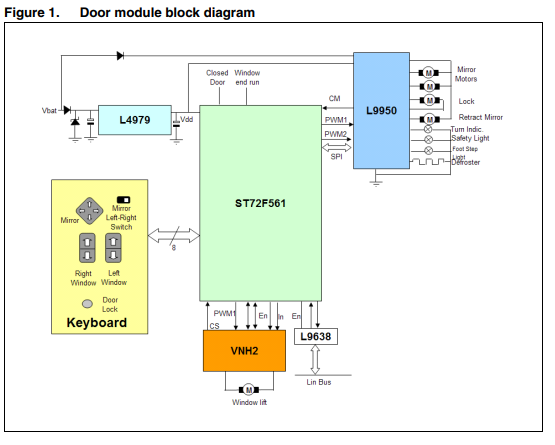 Figure 1. Door module block diagram
Closed
Door
Window
end run
Vbat
L4979
Vdd
CM
PWM1
PWM2
SPI
L9950
M
Mirror
Motors
M
M
Lock
M
Retract Mirror
Turn Indic.
Safety Light
Foot Step
Light
Defroster
ST72F561
Mirror
Mirror
Left-Right
Switch
Right
Window
Left
Window
Door
Lock
Keyboard
8
PWM1
CS
En
In
En
VNH2
L9638
M
Window lift
Lin Bus